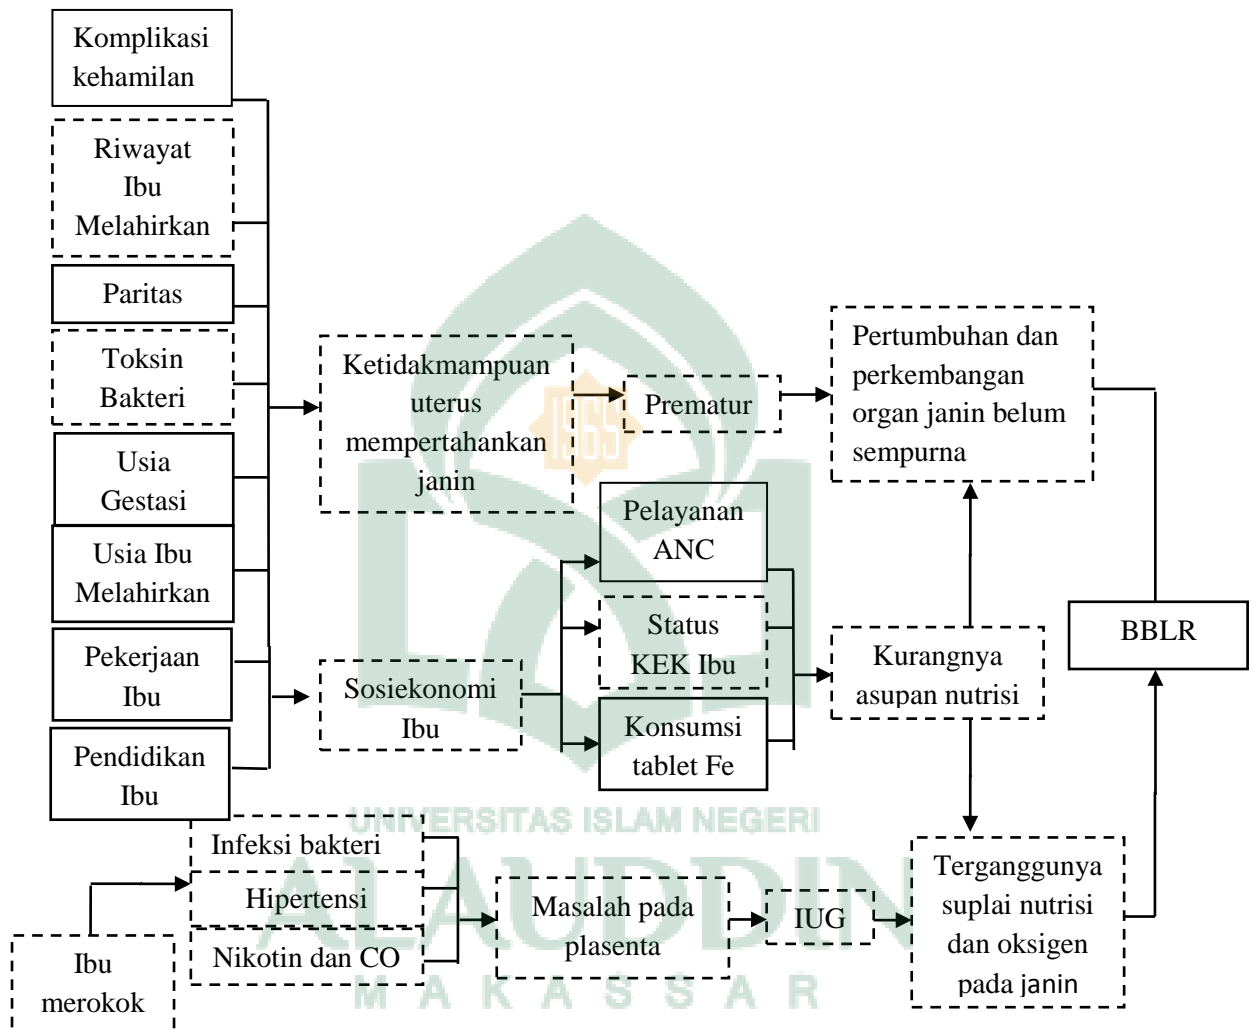 Komplikasi
kehamilan
Riwayat
Ibu
Melahirkan
Paritas
Toksin
Bakteri
Usia
Gestasi
Usia Ibu
Melahirkan
Pekerjaan
Ibu
Pendidikan
Ibu
Ketidakmampuan
uterus
mempertahankan
janin
Prematur
Pertumbuhan dan
perkembangan
organ janin belum
sempurna
1965
Pelayanan
ANC
Status
KEK Ibu
Konsumsi
tablet Fe
Sosiekonomi
Ibu
Kurangnya
asupan nutrisi
BBLR
UNIVERSITAS ISLAM NEGERI
ALAUDDIN
MAKASSAR
Infeksi bakteri
Hipertensi
Nikotin dan CO
Ibu
merokok
Masalah pada
plasenta
IUG
Terganggunya
suplai nutrisi
dan oksigen
pada janin